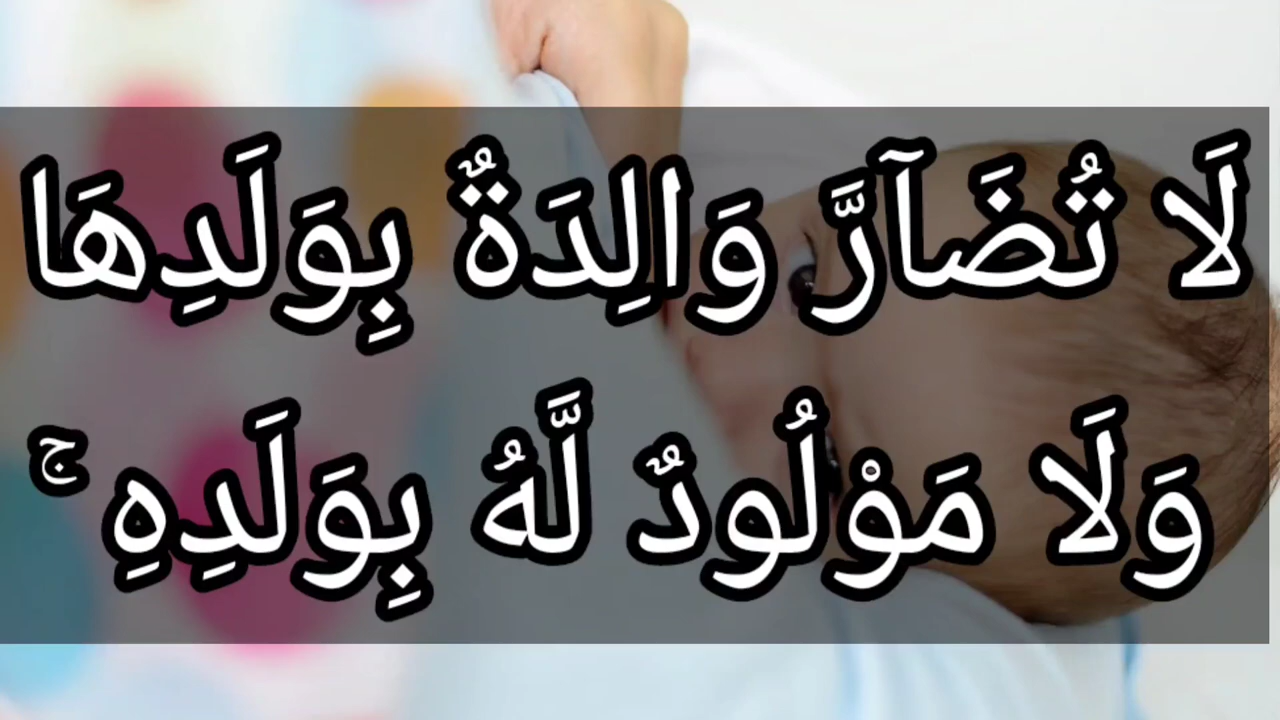 لَا تُضَآرَّ وَالِدَةٌ بِوَلَدِهَا
وَلَا مَوْلُودٌ لَّهُ بِوَلَدِهِ ۚ